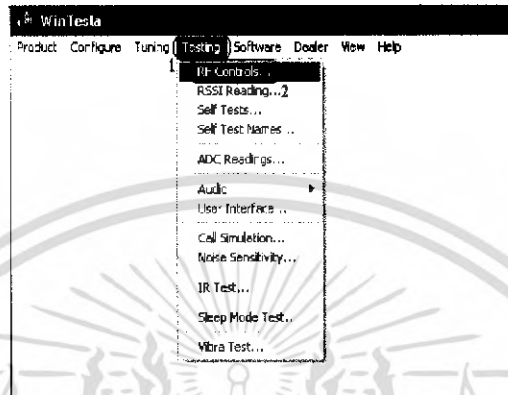 WinTesla
Product Configure Tuning Testing Software Dealer View Help
1
RF Controls...
RSSI Reading...2
Self Tests...
Self Test Names...
ADC Readings...
Audio
User Interface...
Call Simulation...
Noise Sensitivity...
IR Test...
Sleep Mode Test...
Vibra Test...